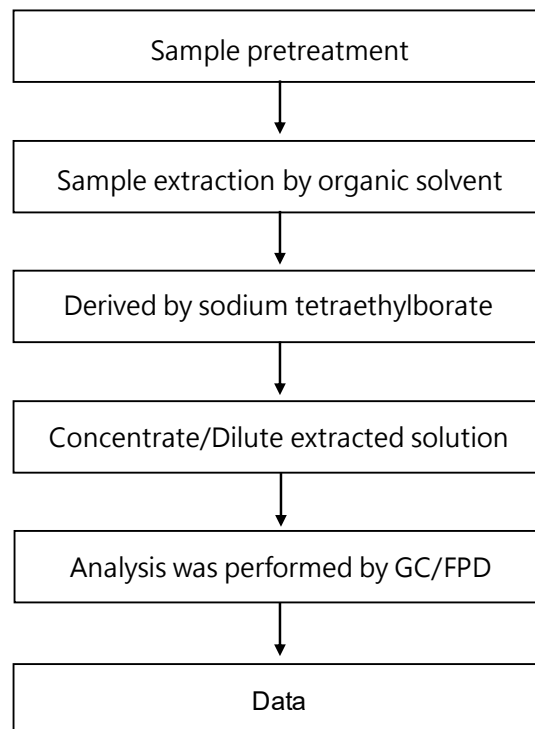 Sample pretreatment
Sample extraction by organic solvent
Derived by sodium tetraethylborate
Concentrate/Dilute extracted solution
Analysis was performed by GC/FPD
Data